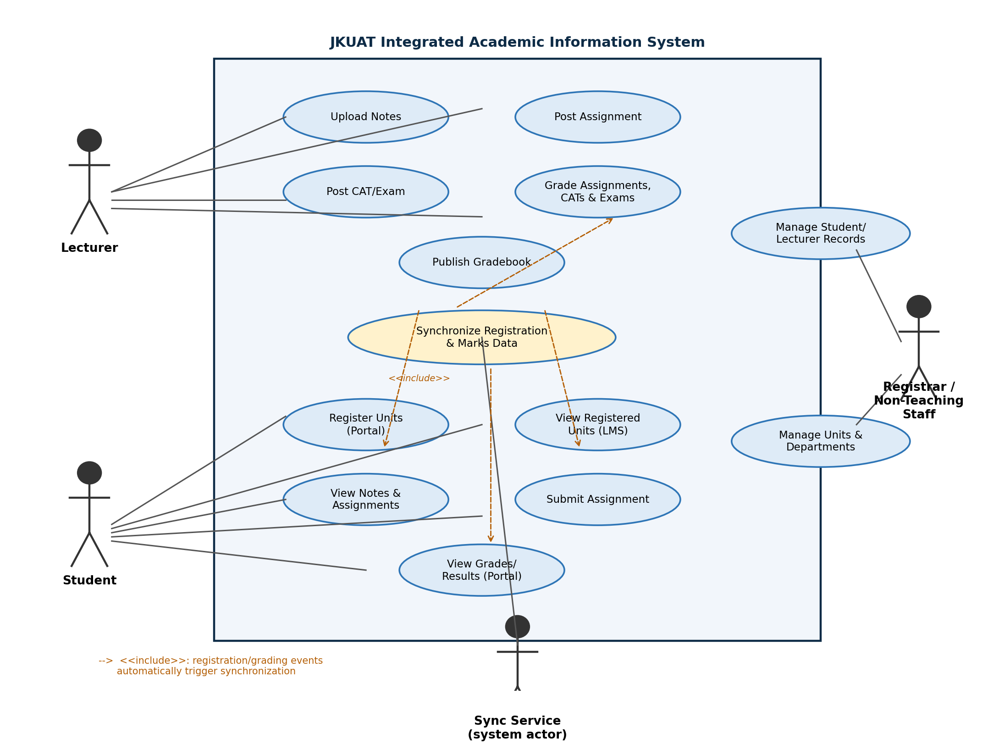 JKUAT Integrated Academic Information System
Upload Notes
Post Assignment
Post CAT/Exam
Grade Assignments,
CATs & Exams
Lecturer
Manage Student/
Lecturer Records
Publish Gradebook
Synchronize Registration
& Marks Data
<<include>>
Registrar /
Non-Teaching
Staff
Register Units
(Portal)
View Registered
Units (LMS)
Manage Units &
Departments
View Notes &
Assignments
Submit Assignment
Student
View Grades/
Results (Portal)
--> <<include>>: registration/grading events
automatically trigger synchronization
Sync Service
(system actor)